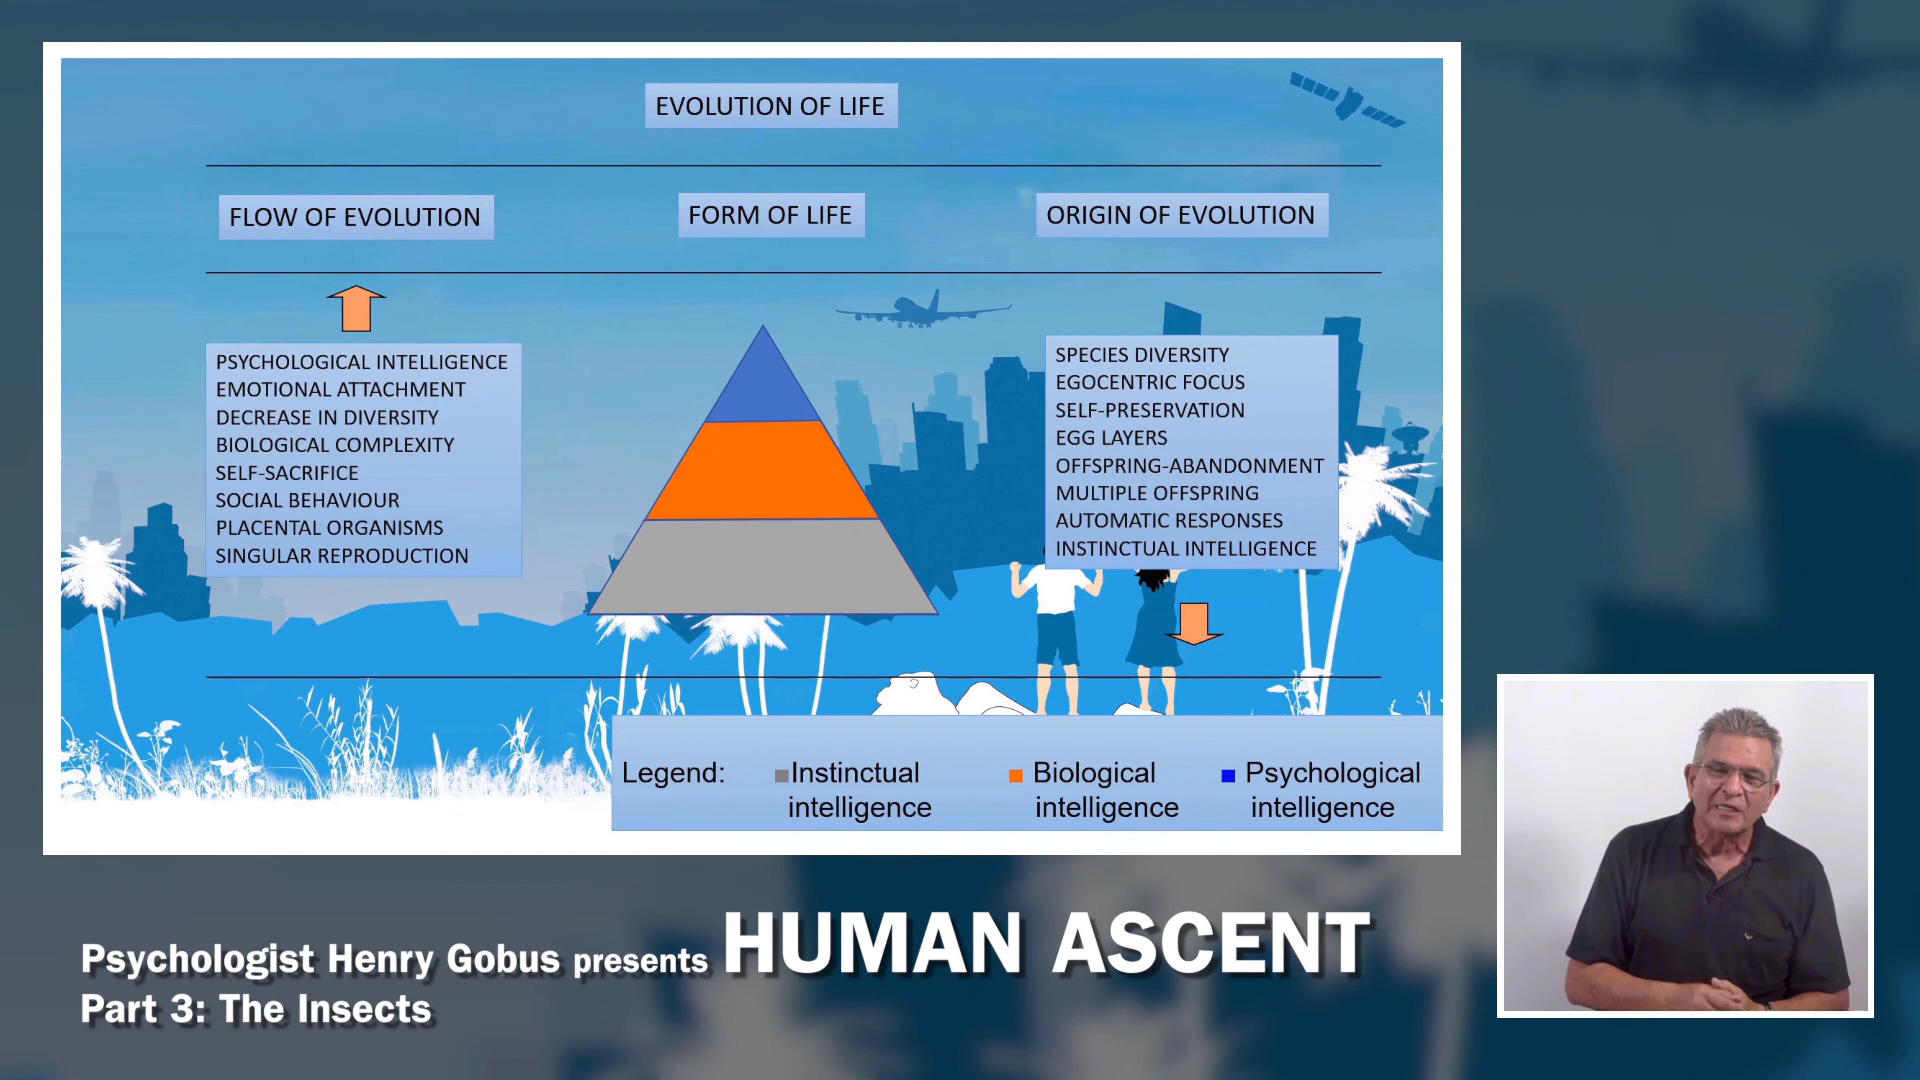 EVOLUTION OF LIFE
FLOW OF EVOLUTION
FORM OF LIFE
ORIGIN OF EVOLUTION
PSYCHOLOGICAL INTELLIGENCE
EMOTIONAL ATTACHMENT
DECREASE IN DIVERSITY
BIOLOGICAL COMPLEXITY
SELF-SACRIFICE
SOCIAL BEHAVIOUR
PLACENTAL ORGANISMS
SINGULAR REPRODUCTION
SPECIES DIVERSITY
EGOCENTRIC FOCUS
SELF-PRESERVATION
EGG LAYERS
OFFSPRING-ABANDONMENT
MULTIPLE OFFSPRING
AUTOMATIC RESPONSES
INSTINCTUAL INTELLIGENCE
Legend:
Instinctual
intelligence
Biological
intelligence
Psychological
intelligence
Psychologist Henry Gobus presents HUMAN ASCENT
Part 3: The Insects